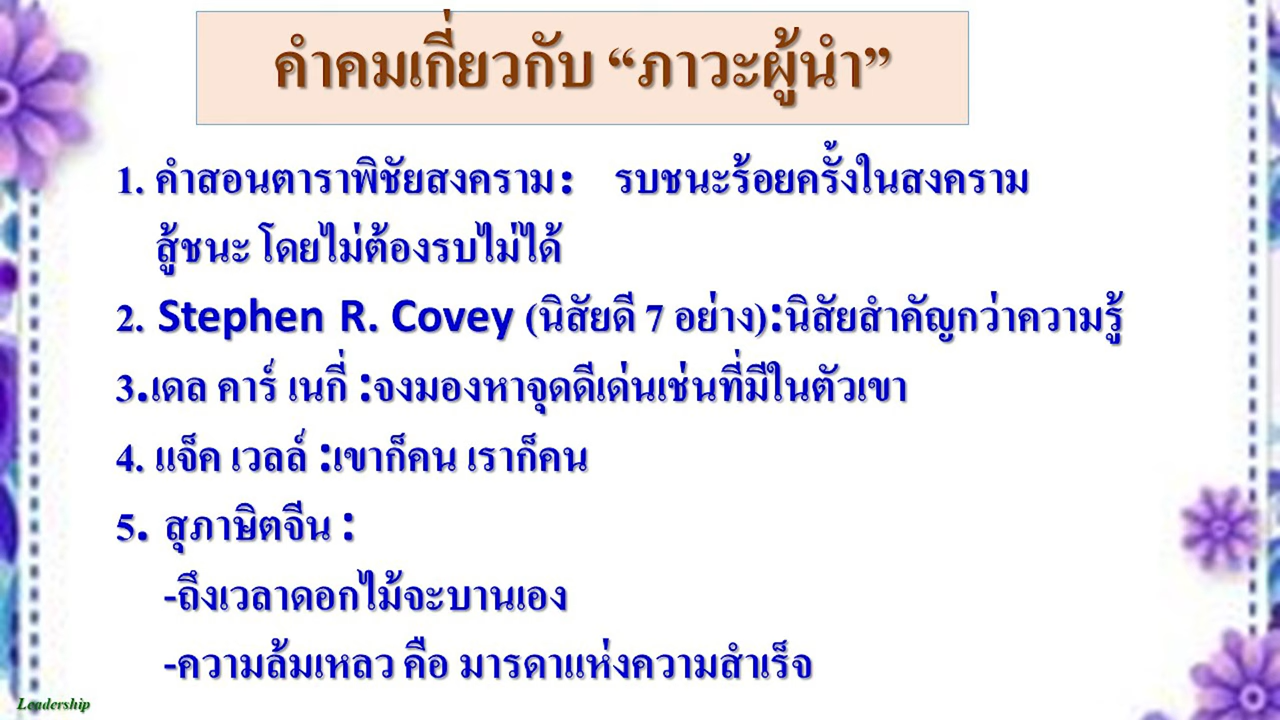 คำคมเกี่ยวกับ “ภาวะผู้นำ”
1. คำสอนตาราพิชัยสงคราม: รบชนะร้อยครั้งในสงคราม
สู้ชนะ โดยไม่ต้องรบไม่ได้
2. Stephen R. Covey (นิสัยดี 7 อย่าง):นิสัยสำคัญกว่าความรู้
3.เดล คาร์ เนกี่ :จงมองหาจุดดีเด่นเช่นที่มีในตัวเขา
4. แจ็ค เวลล์ :เขาก็คน เราก็คน
5. สุภาษิตจีน :
-ถึงเวลาดอกไม้จะบานเอง
-ความล้มเหลว คือ มารดาแห่งความสำเร็จ
Leadership